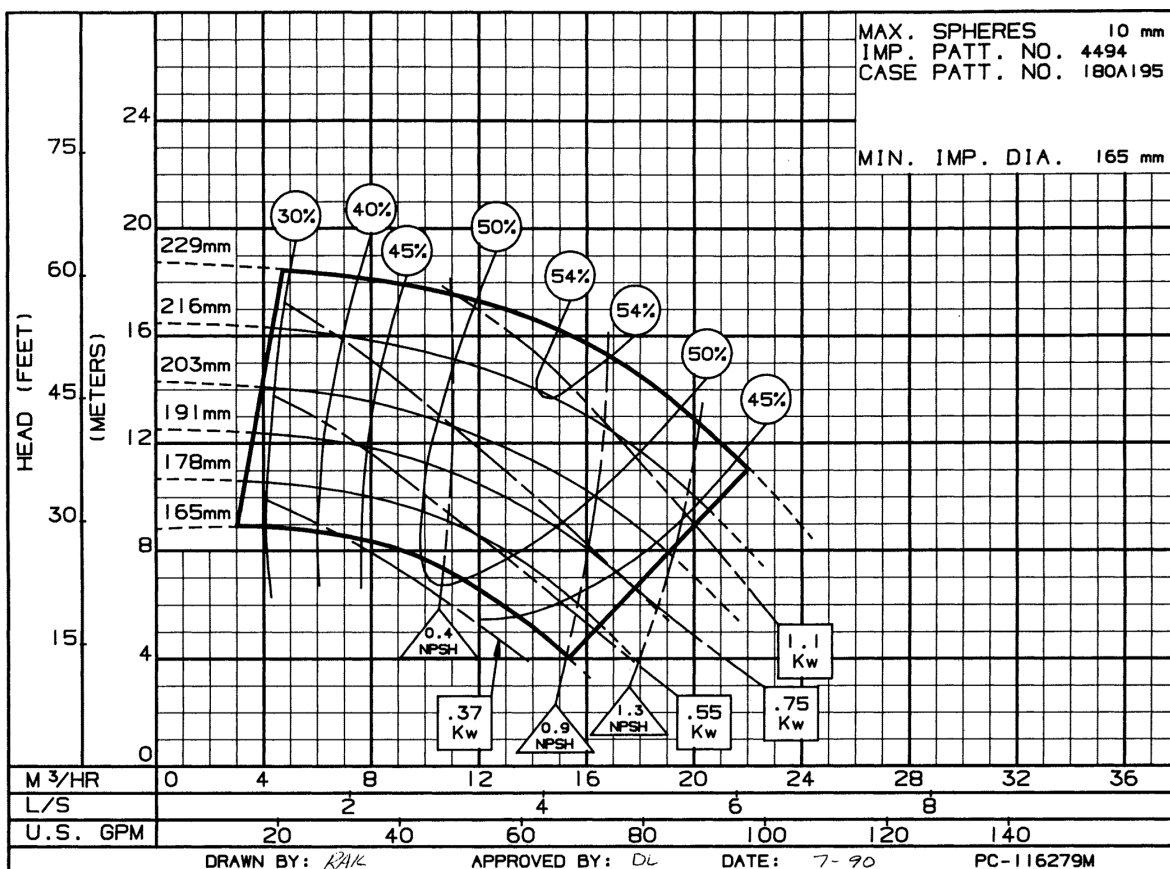 MAX. SPHERES 10 mm
IMP. PATT. NO. 4494
CASE PATT. NO. 180A195
MIN. IMP. DIA. 165 mm
HEAD (FEET)
(METERS)
75
60
45
30
15
24
20
16
12
8
4
0
30%
40%
45%
50%
54%
54%
50%
45%
229mm
216mm
203mm
191mm
178mm
165mm
0.4 NPSH
0.9 NPSH
1.3 NPSH
.37 Kw
.55 Kw
.75 Kw
1.1 Kw
M³/HR 0 4 8 12 16 20 24 28 32 36
L/S 2 4 6 8
U.S. GPM 20 40 60 80 100 120 140
DRAWN BY: RAK APPROVED BY: DL DATE: 7-90 PC-116279M